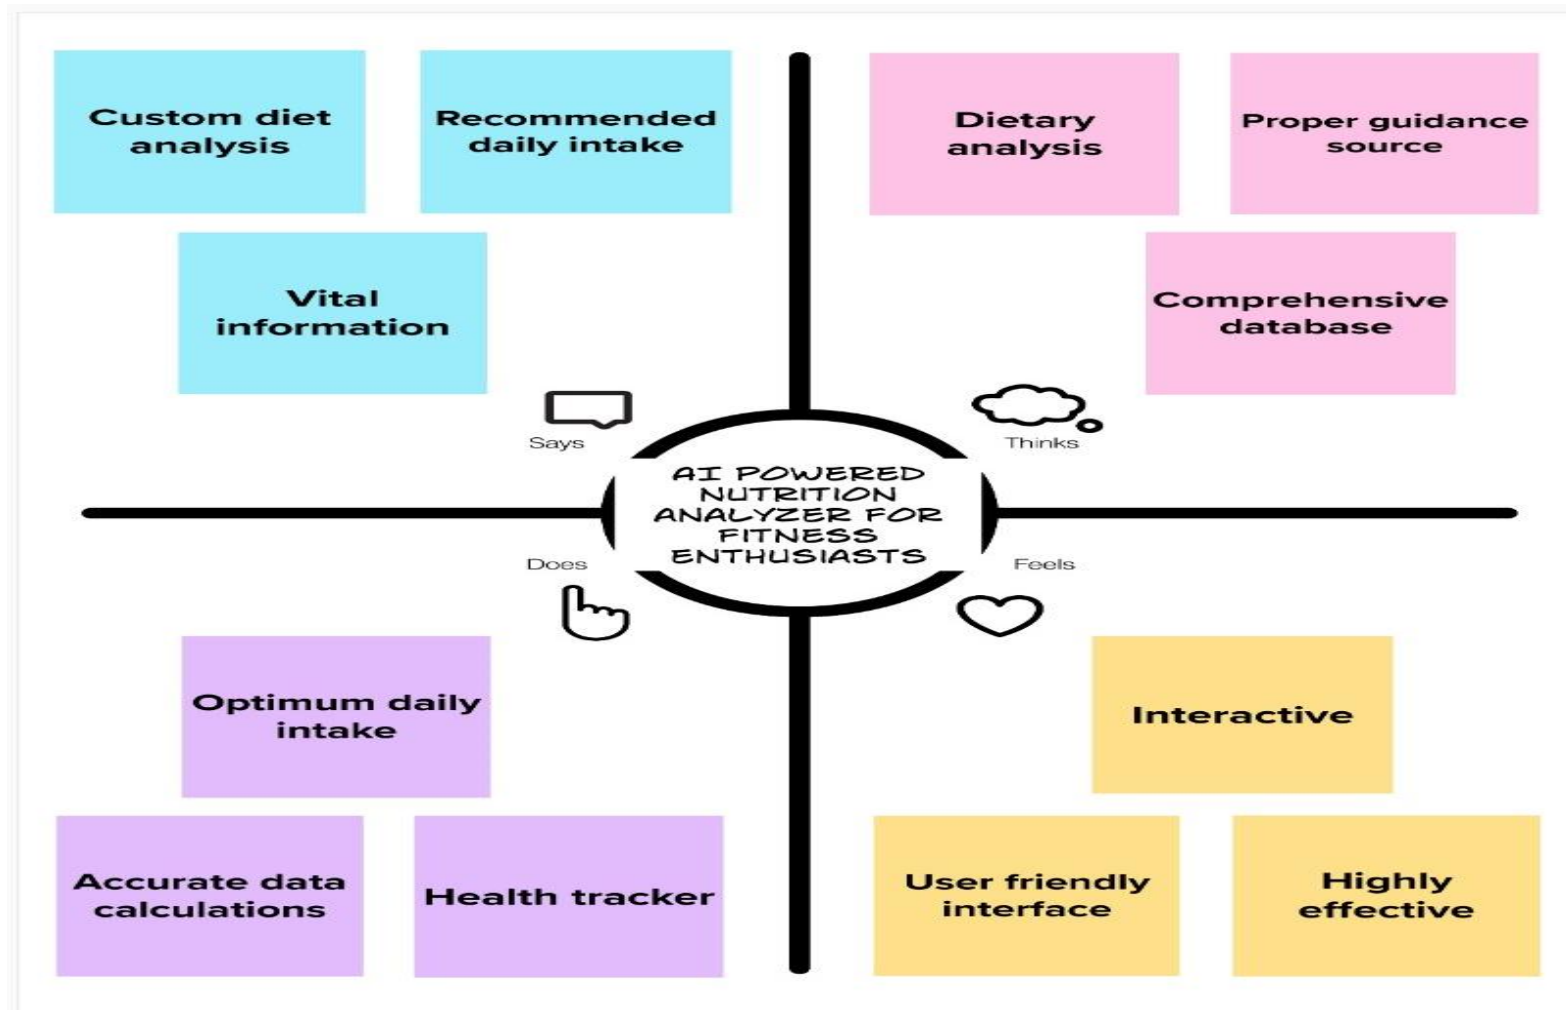 Custom diet
analysis
Recommended
daily intake
Vital
information
Says
Dietary
analysis
Proper guidance
source
Comprehensive
database
Thinks
AI POWERED
NUTRITION
ANALYZER FOR
FITNESS
ENTHUSIASTS
Does
Optimum daily
intake
Accurate data
calculations
Health tracker
Feels
Interactive
User friendly
interface
Highly
effective